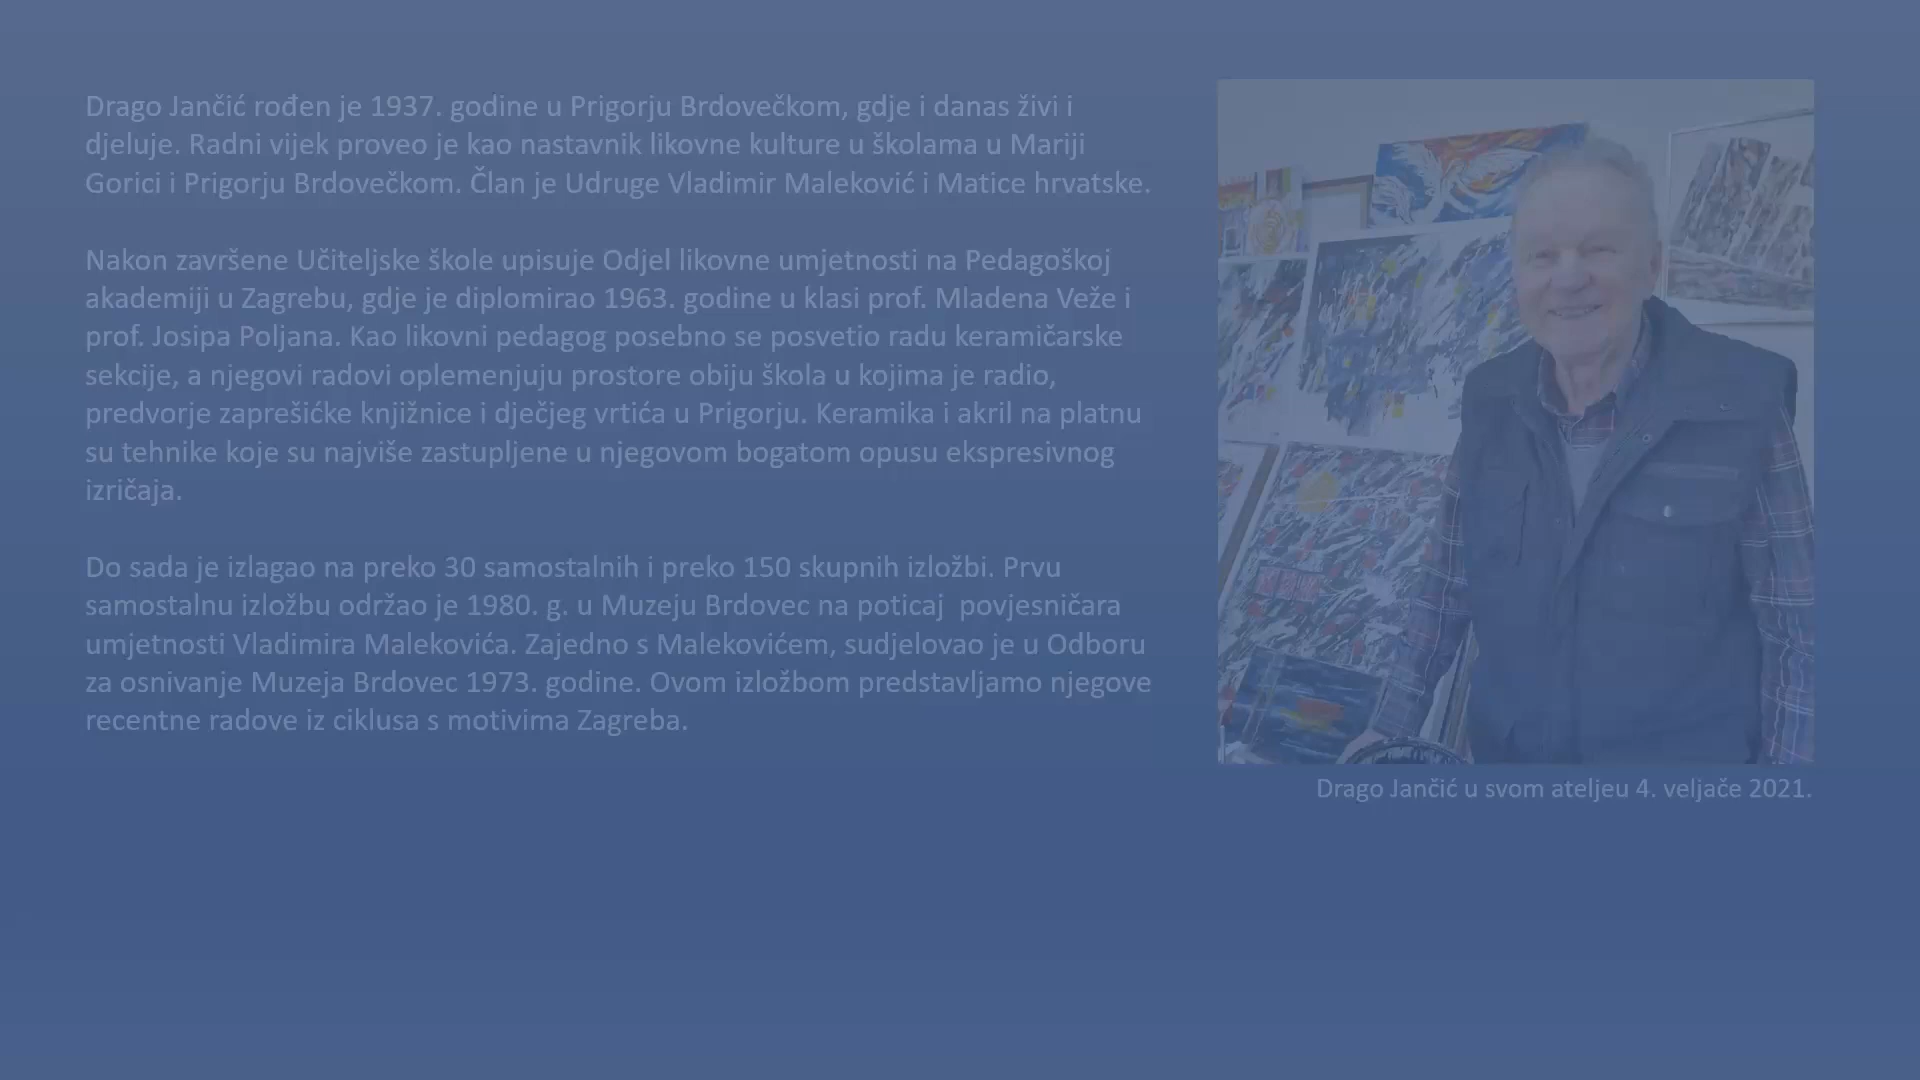 Drago Jančić rođen je 1937. godine u Prigorju Brdovečkom, gdje i danas živi i
djeluje. Radni vijek proveo je kao nastavnik likovne kulture u školama u Mariji
Gorici i Prigorju Brdovečkom. Član je Udruge Vladimir Maleković i Matice hrvatske.
Nakon završene Učiteljske škole upisuje Odjel likovne umjetnosti na Pedagoškoj
akademiji u Zagrebu, gdje je diplomirao 1963. godine u klasi prof. Mladena Veže i
prof. Josipa Poljana. Kao likovni pedagog posebno se posvetio radu keramičarske
sekcije, a njegovi radovi oplemenjuju prostore obiju škola u kojima je radio,
predvorje zaprešićke knjižnice i dječjeg vrtića u Prigorju. Keramika i akril na platnu
su tehnike koje su najviše zastupljene u njegovom bogatom opusu ekspresivnog
izričaja.
Do sada je izlagao na preko 30 samostalnih i preko 150 skupnih izložbi. Prvu
samostalnu izložbu održao je 1980. g. u Muzeju Brdovec na poticaj  povjesničara
umjetnosti Vladimira Malekovića. Zajedno s Malekovićem, sudjelovao je u Odboru
za osnivanje Muzeja Brdovec 1973. godine. Ovom izložbom predstavljamo njegove
recentne radove iz ciklusa s motivima Zagreba.
Drago Jančić u svom ateljeu 4. veljače 2021.